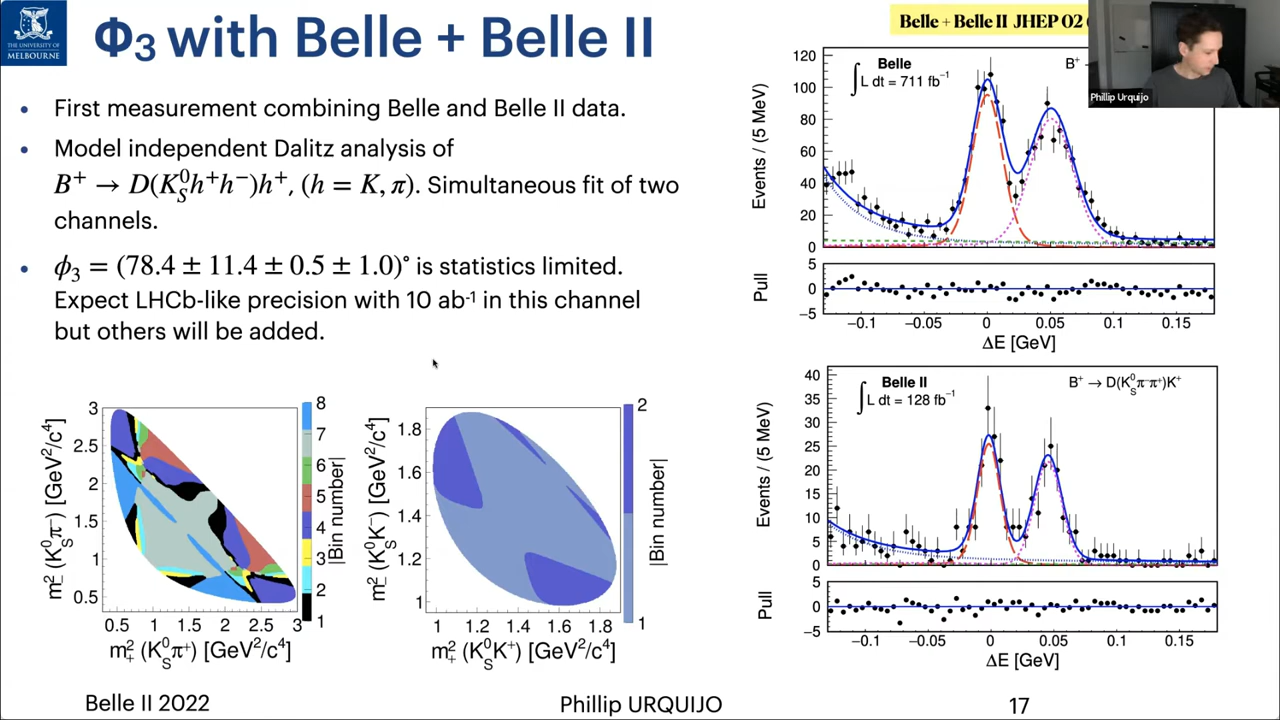 THE UNIVERSITY OF
MELBOURNE
Φ₃ with Belle + Belle II
• First measurement combining Belle and Belle II data.
• Model independent Dalitz analysis of
B⁺ → D(K_S⁰h⁺h⁻)h⁺, (h = K, π). Simultaneous fit of two
channels.
• ϕ₃ = (78.4 ± 11.4 ± 0.5 ± 1.0)° is statistics limited.
Expect LHCb-like precision with 10 ab⁻¹ in this channel
but others will be added.
Belle + Belle II JHEP 02
Phillip Urquijo
Belle
∫ L dt = 711 fb⁻¹
B⁺
Events / (5 MeV)
120
100
80
60
40
20
0
Pull
5
0
−5
−0.1 −0.05 0 0.05 0.1 0.15
ΔE [GeV]
Belle II
∫ L dt = 128 fb⁻¹
B⁺ → D(K_S⁰π⁻π⁺)K⁺
Events / (5 MeV)
40
35
30
25
20
15
10
5
0
Pull
5
0
−5
−0.1 −0.05 0 0.05 0.1 0.15
ΔE [GeV]
m₋² (K_S⁰π⁻) [GeV²/c⁴]
3
2.5
2
1.5
1
0.5
0.5 1 1.5 2 2.5 3
m₊² (K_S⁰π⁺) [GeV²/c⁴]
8
7
6
5
4
3
2
1
|Bin number|
m₋² (K_S⁰K⁻) [GeV²/c⁴]
1.8
1.6
1.4
1.2
1
1 1.2 1.4 1.6 1.8
m₊² (K_S⁰K⁺) [GeV²/c⁴]
2
1
|Bin number|
Belle II 2022
Phillip URQUIJO
17